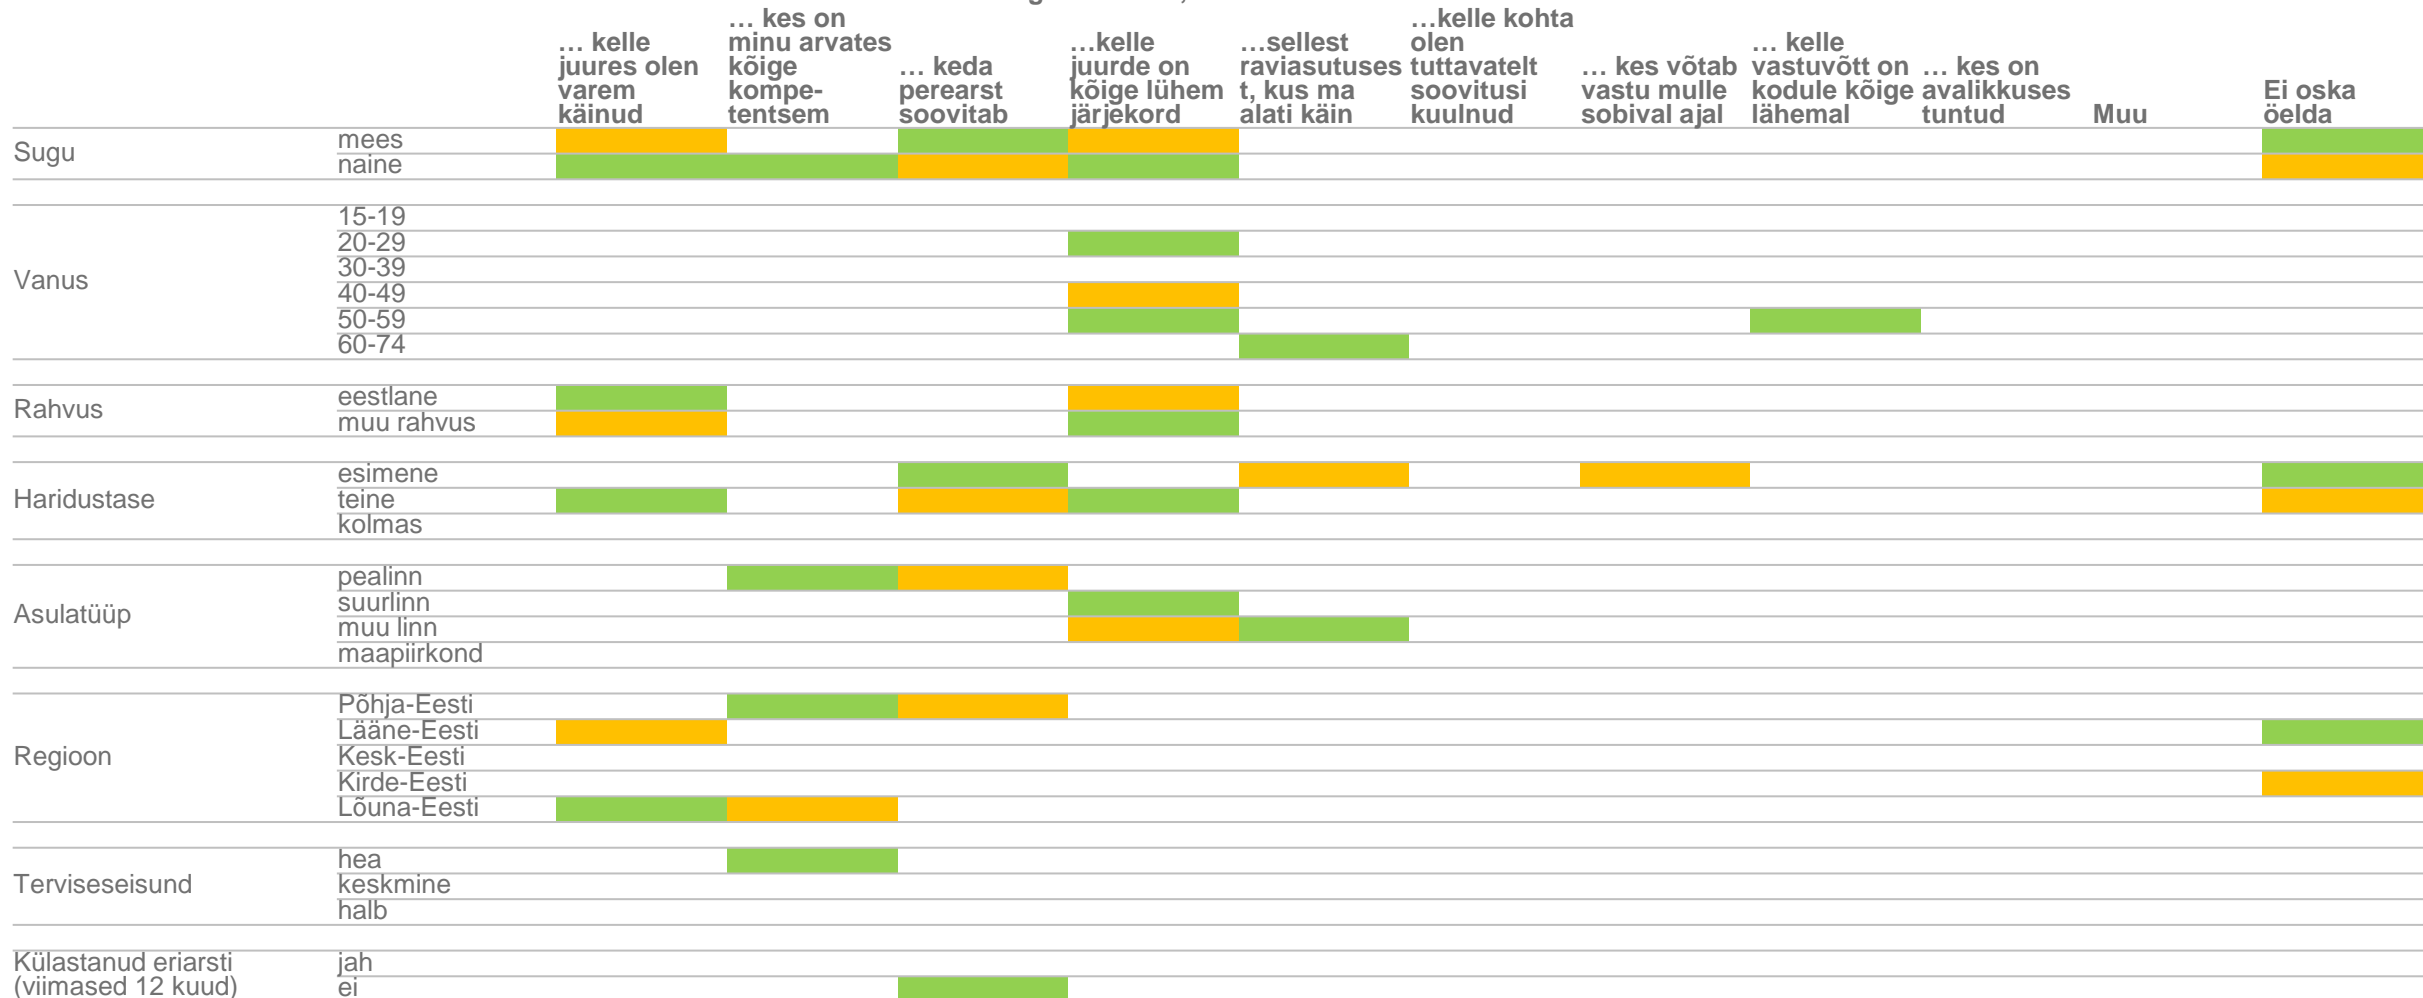 … kelle
juures olen
varem
käinud
… kes on
minu arvates
kõige
kompe-
tentsem
… keda
perearst
soovitab
…kelle
juurde on
kõige lühem
järjekord
…sellest
raviasutuses
t, kus ma
alati käin
…kelle kohta
olen
tuttavatelt
soovitusi
kuulnud
… kes võtab
vastu mulle
sobival ajal
… kelle
vastuvõtt on
kodule kõige
lähemal
… kes on
avalikkuses
tuntud
Muu
Ei oska
öelda
Sugu
mees
naine
Vanus
15-19
20-29
30-39
40-49
50-59
60-74
Rahvus
eestlane
muu rahvus
Haridustase
esimene
teine
kolmas
Asulatüüp
pealinn
suurlinn
muu linn
maapiirkond
Regioon
Põhja-Eesti
Lääne-Eesti
Kesk-Eesti
Kirde-Eesti
Lõuna-Eesti
Terviseseisund
hea
keskmine
halb
Külastanud eriarsti
(viimased 12 kuud)
jah
ei